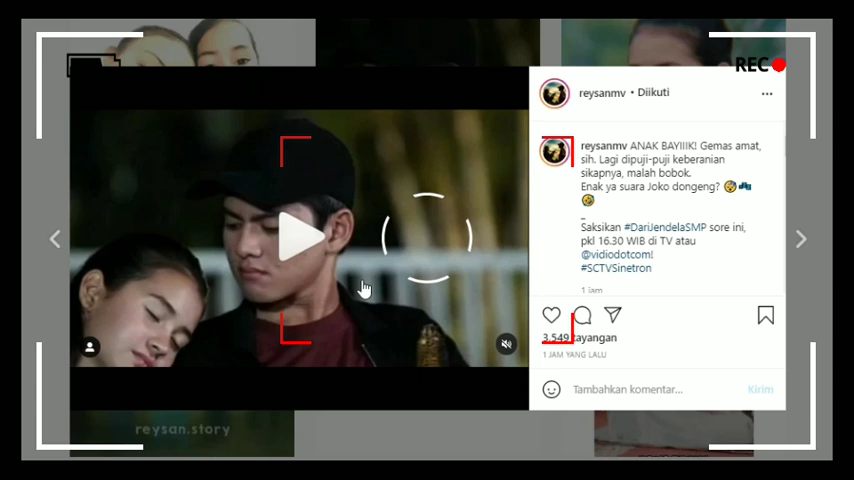 REC
reysanmv • Diikuti
reysanmv ANAK BAYIIIK! Gemas amat,
sih. Lagi dipuji-puji keberanian
sikapnya, malah bobok.
Enak ya suara Joko dongeng?
_
Saksikan #DariJendelaSMP sore ini,
pkl 16.30 WIB di TV atau
@vidiodotcom!
#SCTVSinetron
1 jam
3.549 tayangan
1 JAM YANG LALU
Tambahkan komentar... Kirim
reysan.story